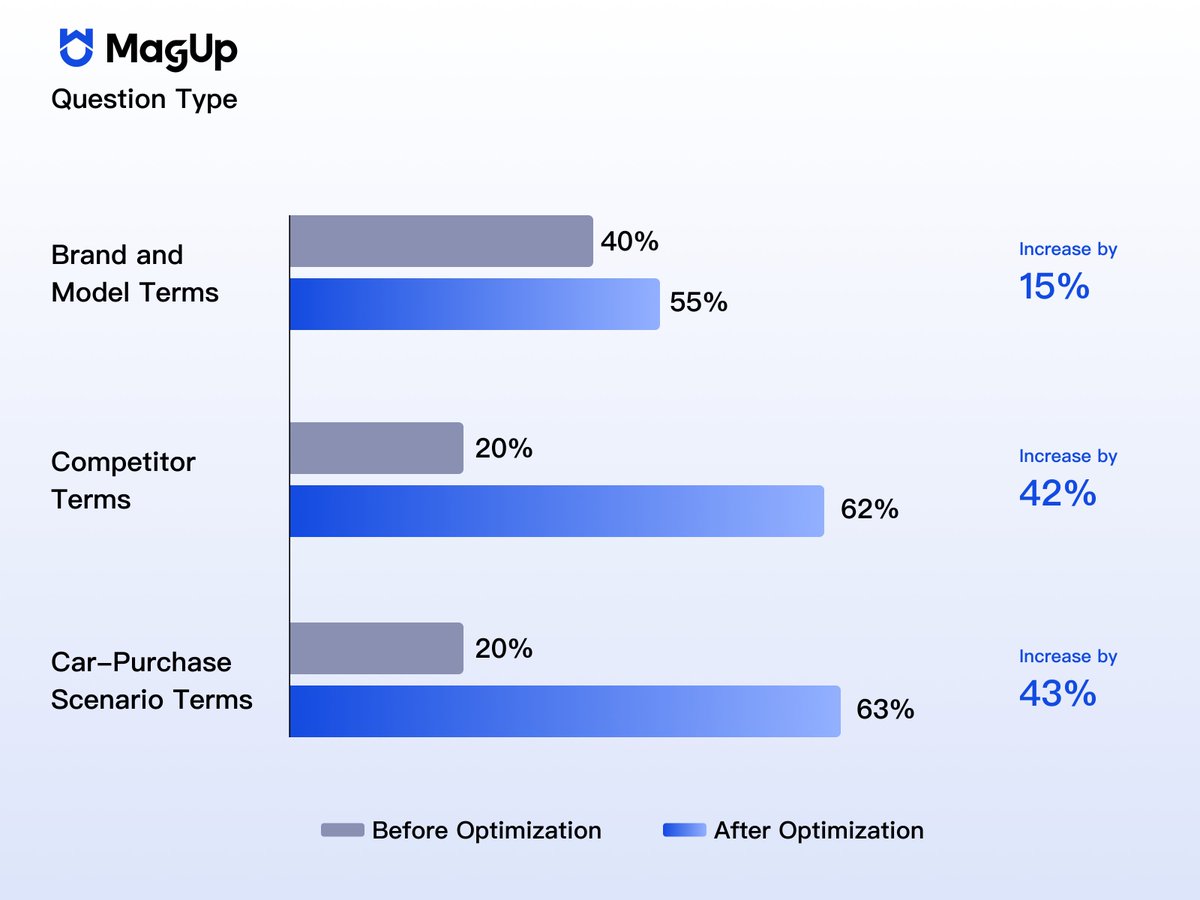 MagUp
Question Type
Brand and
Model Terms
40%
55%
Increase by
15%
Competitor
Terms
20%
62%
Increase by
42%
Car-Purchase
Scenario Terms
20%
63%
Increase by
43%
Before Optimization
After Optimization